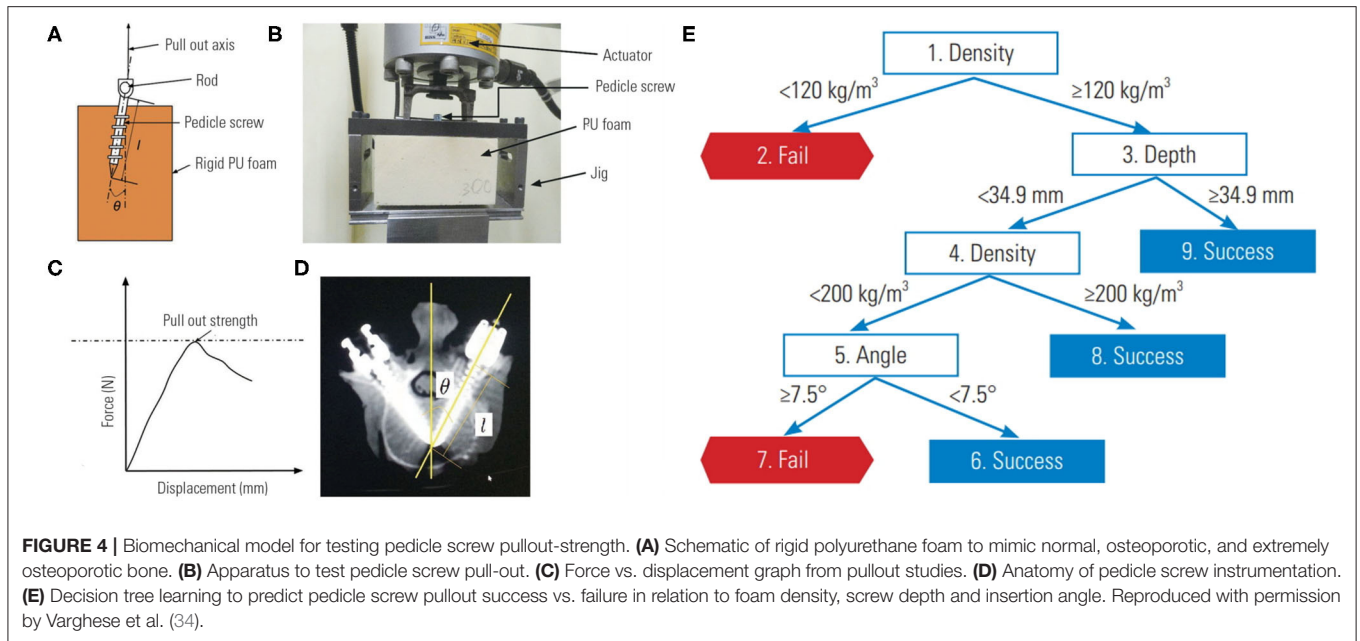 A
Pull out axis
Rod
Pedicle screw
l
Rigid PU foam
θ
B
Actuator
Pedicle screw
PU foam
Jig
300
C
Pull out strength
Force (N)
Displacement (mm)
D
θ
l
E
1. Density
<120 kg/m³
≥120 kg/m³
2. Fail
3. Depth
<34.9 mm
≥34.9 mm
4. Density
9. Success
<200 kg/m³
≥200 kg/m³
5. Angle
8. Success
≥7.5°
<7.5°
7. Fail
6. Success
FIGURE 4 | Biomechanical model for testing pedicle screw pullout-strength. (A) Schematic of rigid polyurethane foam to mimic normal, osteoporotic, and extremely
osteoporotic bone. (B) Apparatus to test pedicle screw pull-out. (C) Force vs. displacement graph from pullout studies. (D) Anatomy of pedicle screw instrumentation.
(E) Decision tree learning to predict pedicle screw pullout success vs. failure in relation to foam density, screw depth and insertion angle. Reproduced with permission
by Varghese et al. (34).